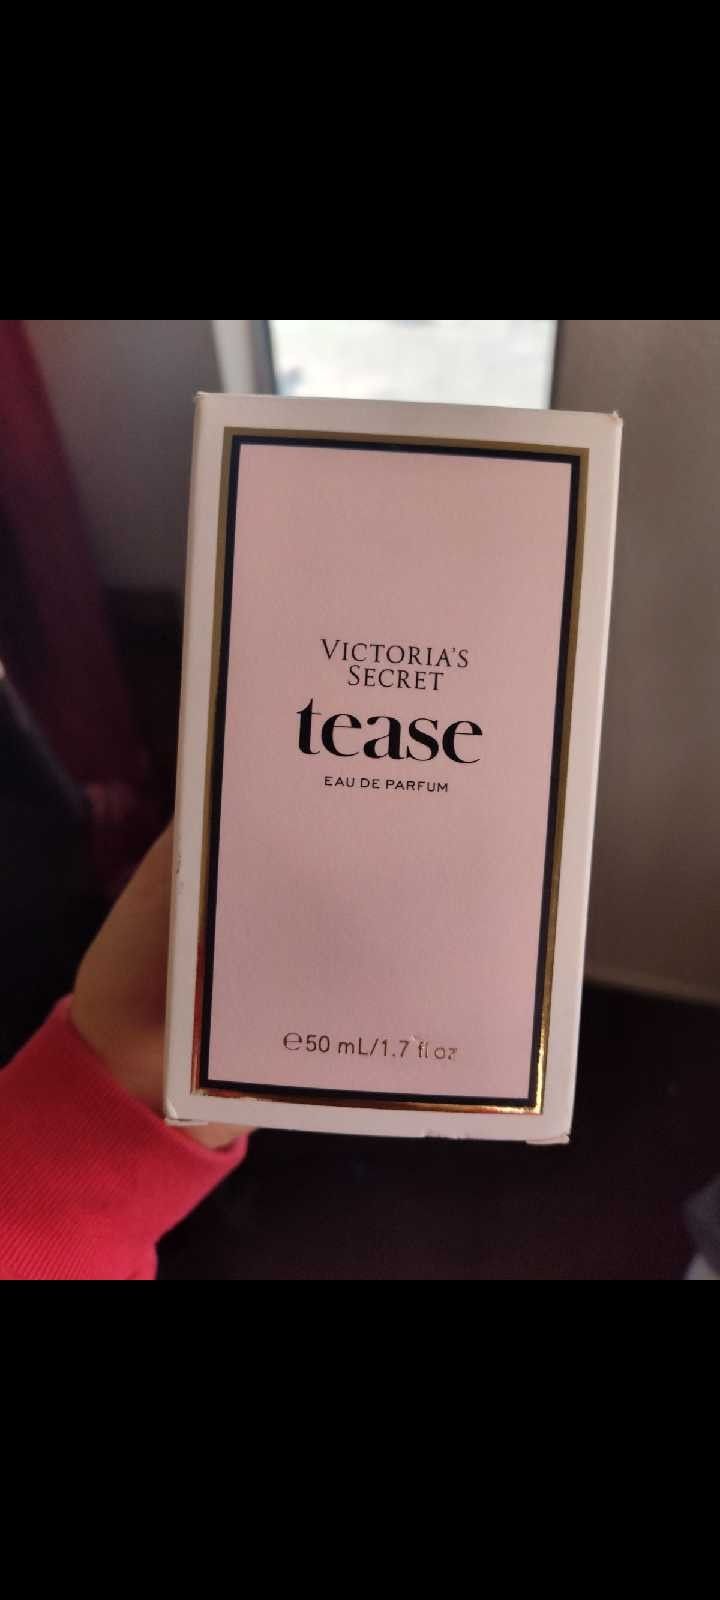 VICTORIA'S
SECRET
tease
EAU DE PARFUM
℮50 mL/1.7 fl oz